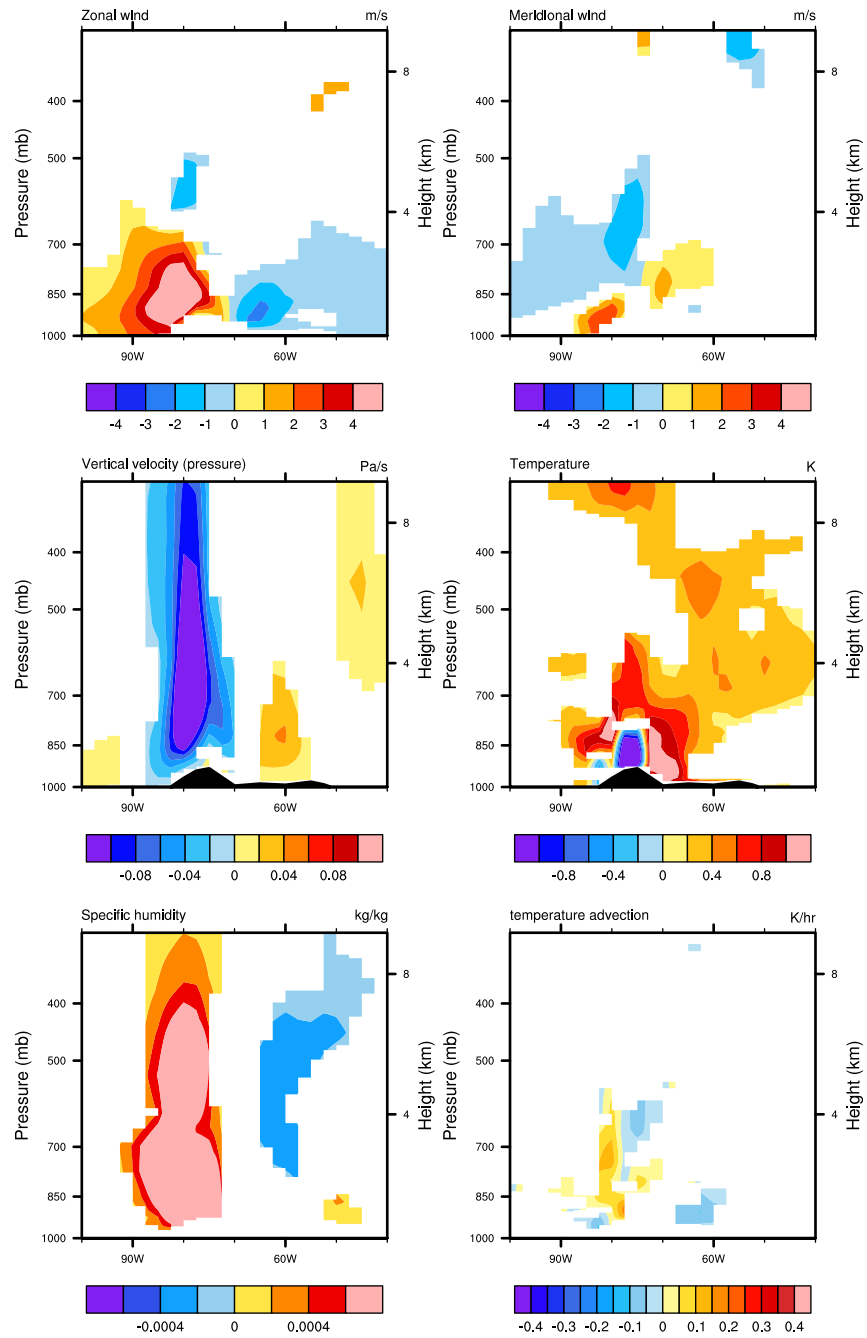 Zonal wind m/s
Pressure (mb)
400
500
700
850
1000
8
4
Height (km)
90W 60W
-4 -3 -2 -1 0 1 2 3 4
Meridional wind m/s
Pressure (mb)
400
500
700
850
1000
8
4
Height (km)
90W 60W
-4 -3 -2 -1 0 1 2 3 4
Vertical velocity (pressure) Pa/s
Pressure (mb)
400
500
700
850
1000
8
4
Height (km)
90W 60W
-0.08 -0.04 0 0.04 0.08
Temperature K
Pressure (mb)
400
500
700
850
1000
8
4
Height (km)
90W 60W
-0.8 -0.4 0 0.4 0.8
Specific humidity kg/kg
Pressure (mb)
400
500
700
850
1000
8
4
Height (km)
90W 60W
-0.0004 0 0.0004
temperature advection K/hr
Pressure (mb)
400
500
700
850
1000
8
4
Height (km)
90W 60W
-0.4 -0.3 -0.2 -0.1 0 0.1 0.2 0.3 0.4